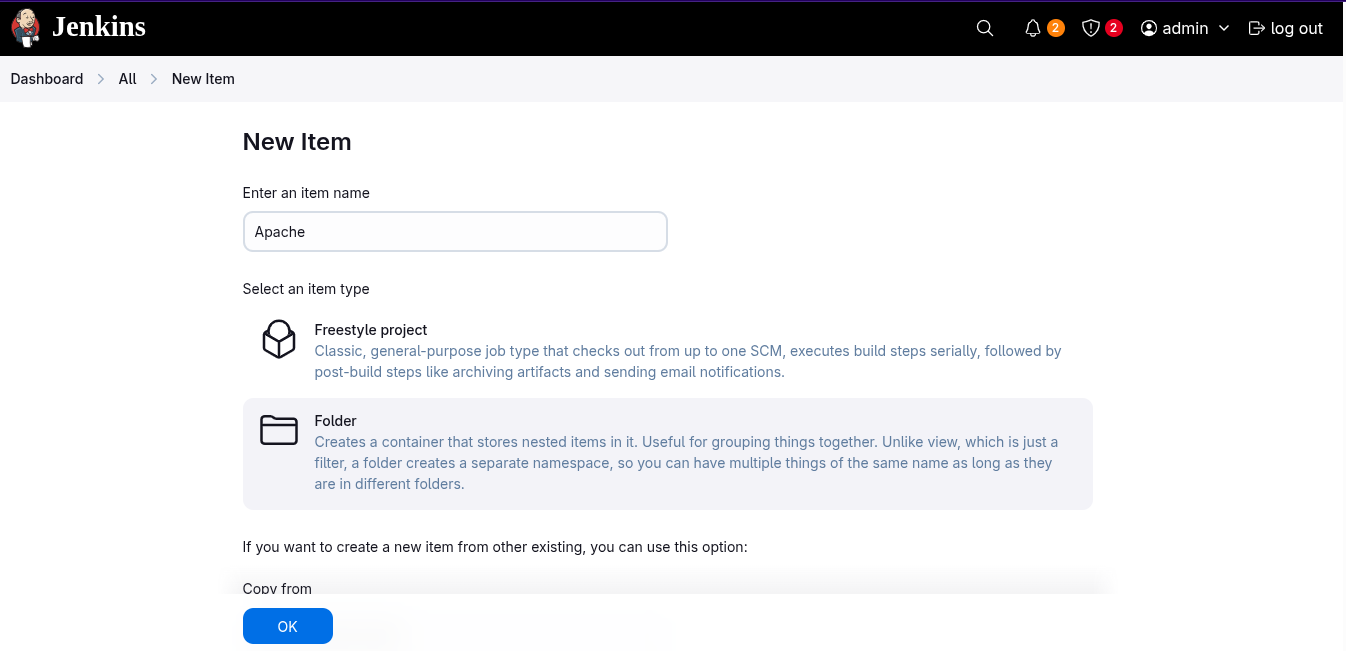 Jenkins
2
2
admin
log out
Dashboard
All
New Item
New Item
Enter an item name
Apache
Select an item type
Freestyle project
Classic, general-purpose job type that checks out from up to one SCM, executes build steps serially, followed by
post-build steps like archiving artifacts and sending email notifications.
Folder
Creates a container that stores nested items in it. Useful for grouping things together. Unlike view, which is just a
filter, a folder creates a separate namespace, so you can have multiple things of the same name as long as they
are in different folders.
If you want to create a new item from other existing, you can use this option:
Copy from
OK